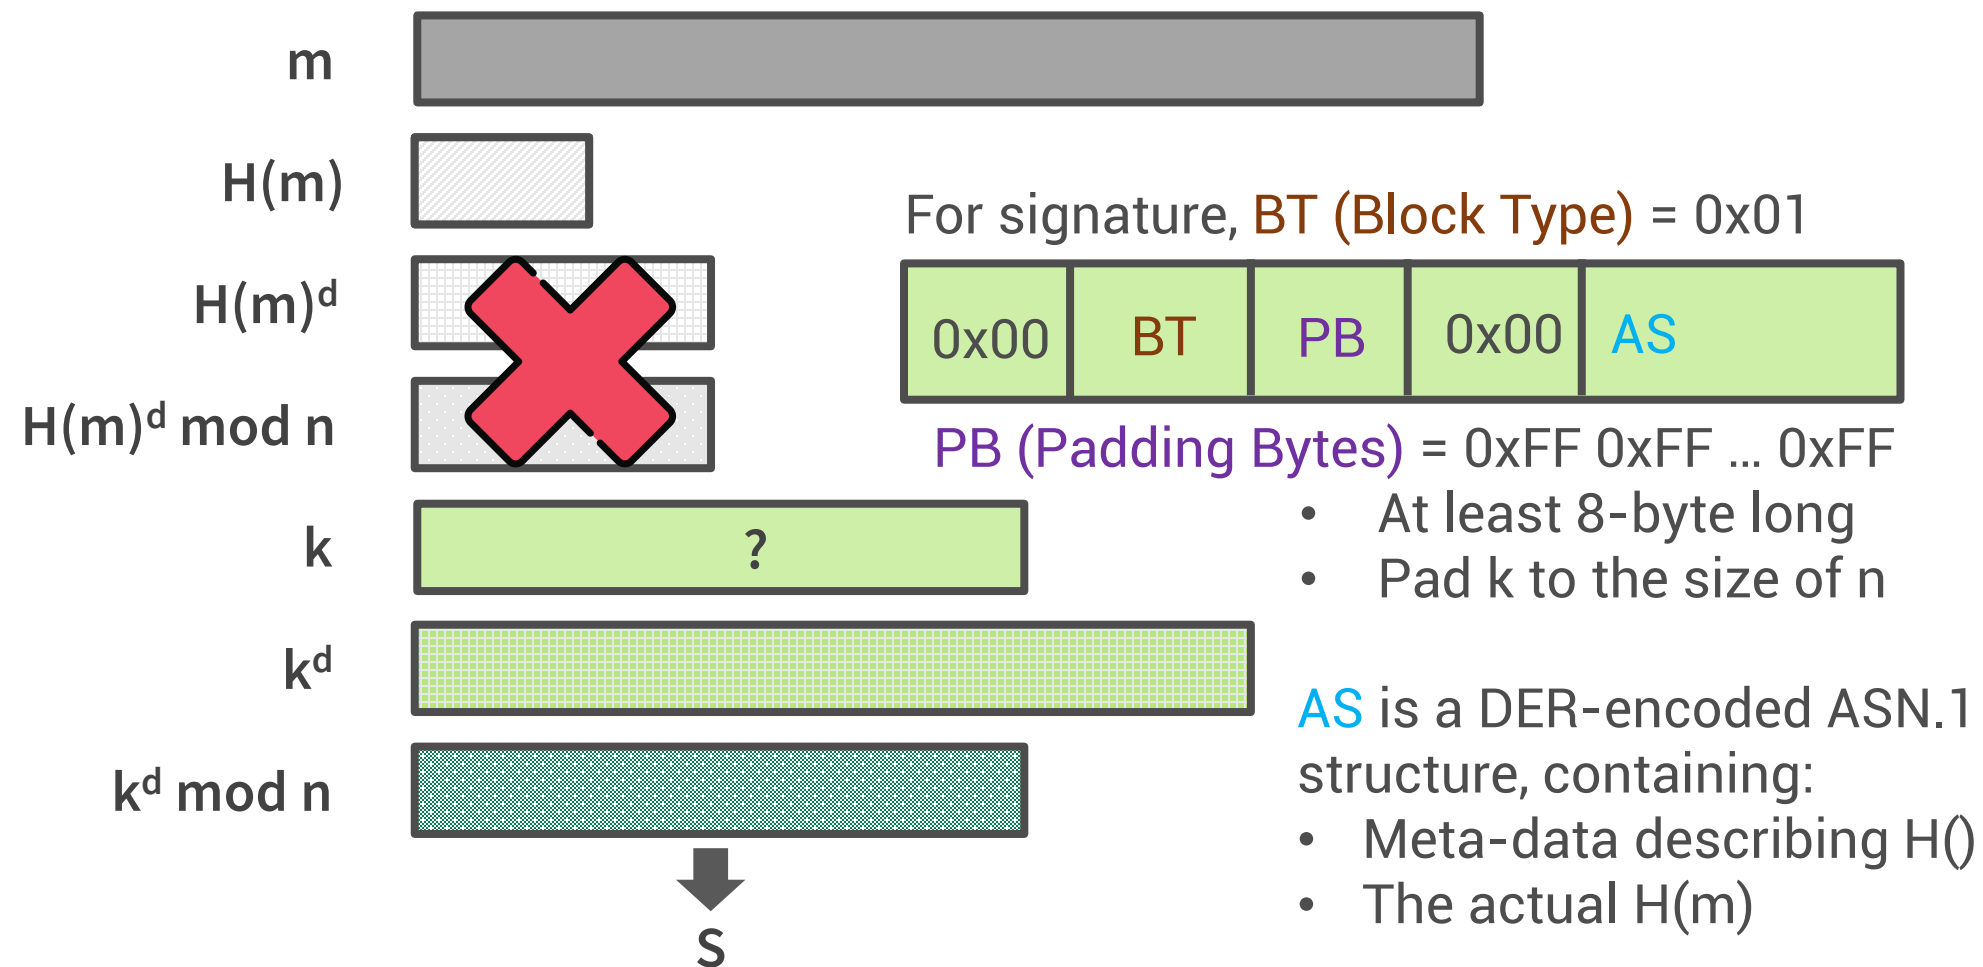 m
H(m)
H(m)ᵈ
H(m)ᵈ mod n
k
?
kᵈ
kᵈ mod n
S
For signature, BT (Block Type) = 0x01
0x00 BT PB 0x00 AS
PB (Padding Bytes) = 0xFF 0xFF ... 0xFF
• At least 8-byte long
• Pad k to the size of n
AS is a DER-encoded ASN.1
structure, containing:
• Meta-data describing H()
• The actual H(m)